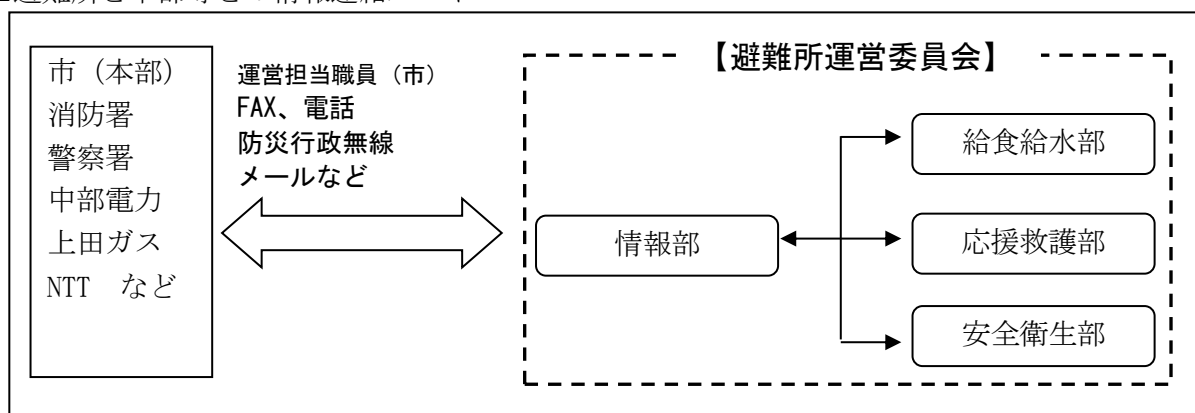 市（本部）
消防署
警察署
中部電力
上田ガス
NTT　など
運営担当職員（市）
FAX、電話
防災行政無線
メールなど
【避難所運営委員会】
情報部
給食給水部
応援救護部
安全衛生部